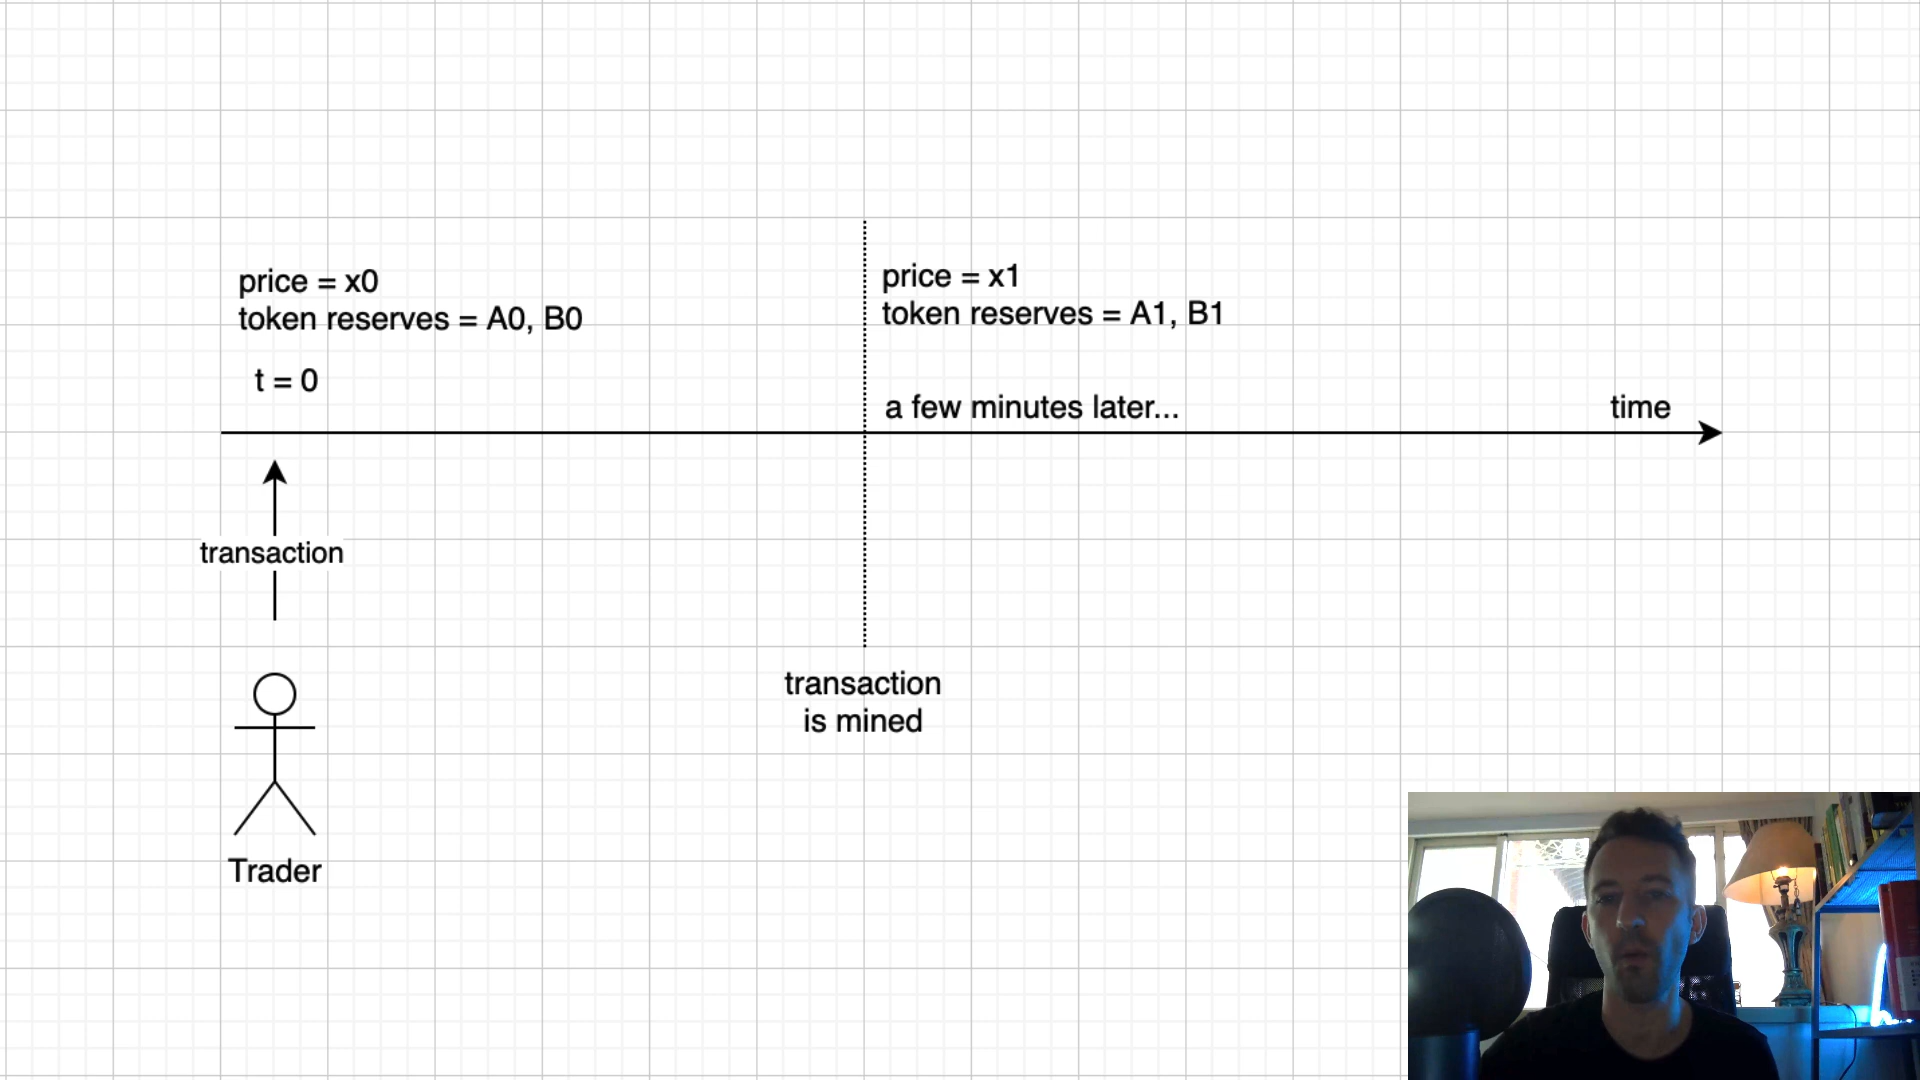 price = x0
token reserves = A0, B0
t = 0
price = x1
token reserves = A1, B1
a few minutes later...
time
transaction
transaction
is mined
Trader